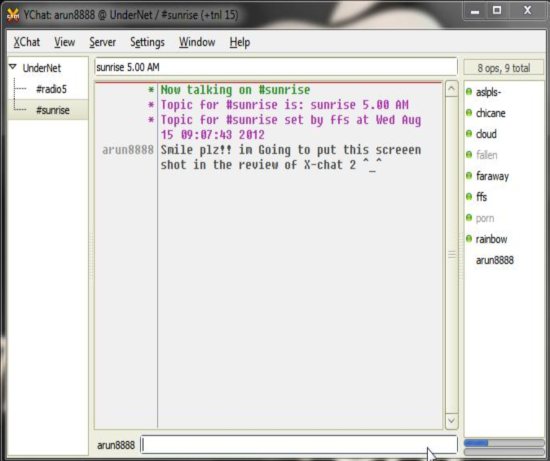 YChat: arun8888 @ UnderNet / #sunrise (+tnl 15)
XChat View Server Settings Window Help
UnderNet
#radio5
#sunrise
sunrise 5.00 AM
8 ops, 9 total
* Now talking on #sunrise
* Topic for #sunrise is: sunrise 5.00 AM
* Topic for #sunrise set by ffs at Wed Aug
15 09:07:43 2012
arun8888 Smile plz!! im Going to put this screeen
shot in the review of X-chat 2 ^_^
aslpls-
chicane
cloud
fallen
faraway
ffs
porn
rainbow
arun8888
arun8888